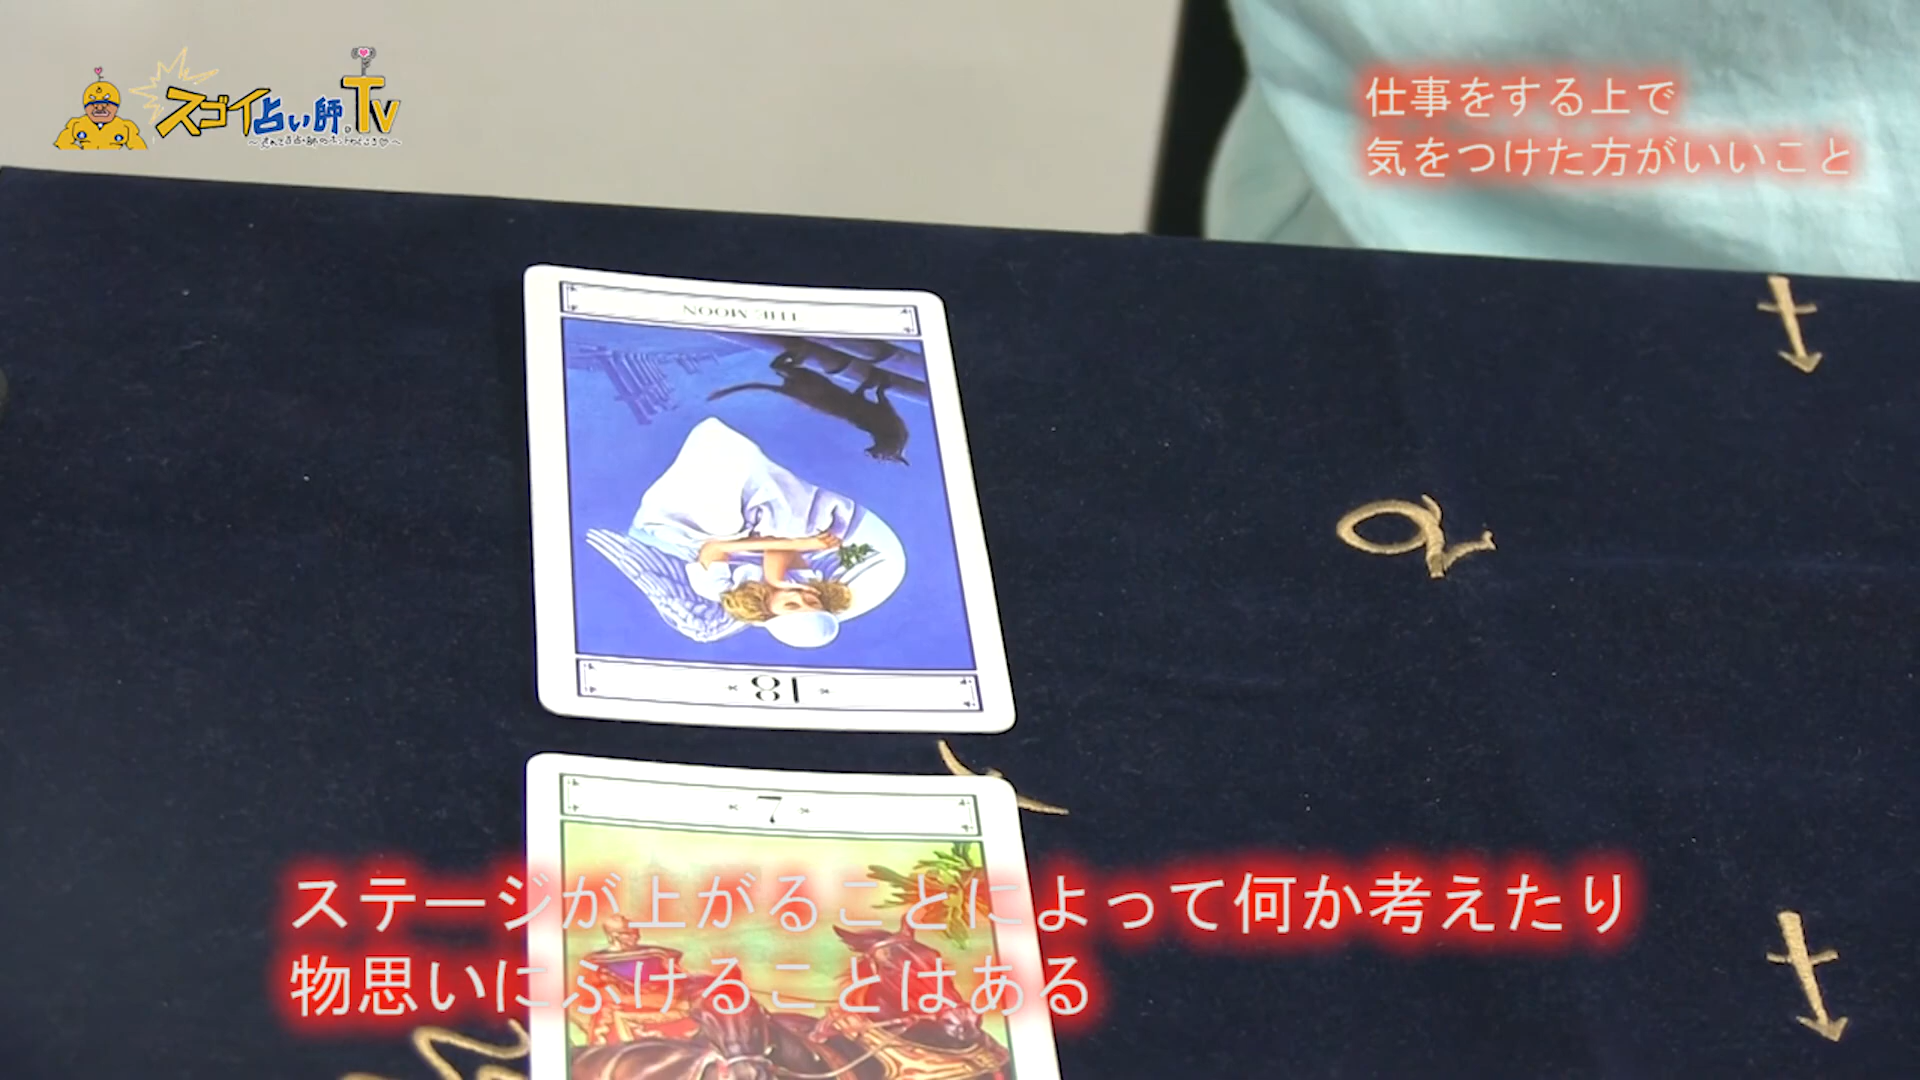 スゴイ占い師.TV
仕事をする上で
気をつけた方がいいこと
THE MOON
18
7
ステージが上がることによって何か考えたり
物思いにふけることはある